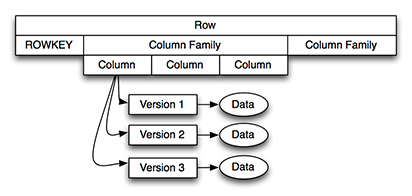 Row
ROWKEY Column Family Column Family
Column Column Column
Version 1 Data
Version 2 Data
Version 3 Data